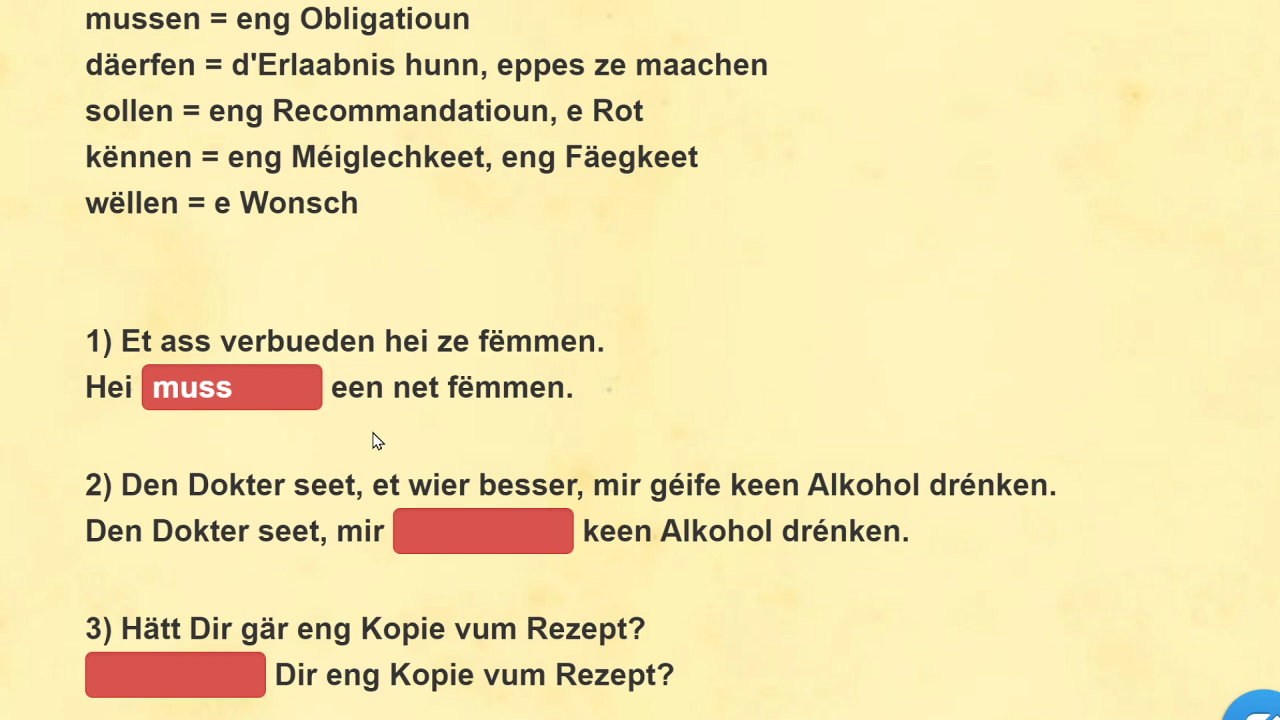 mussen = eng Obligatioun
däerfen = d'Erlaabnis hunn, eppes ze maachen
sollen = eng Recommandatioun, e Rot
kënnen = eng Méiglechkeet, eng Fäegkeet
wëllen = e Wonsch
1) Et ass verbueden hei ze fëmmen.
Hei muss een net fëmmen.
2) Den Dokter seet, et wier besser, mir géife keen Alkohol drénken.
Den Dokter seet, mir keen Alkohol drénken.
3) Hätt Dir gär eng Kopie vum Rezept?
Dir eng Kopie vum Rezept?